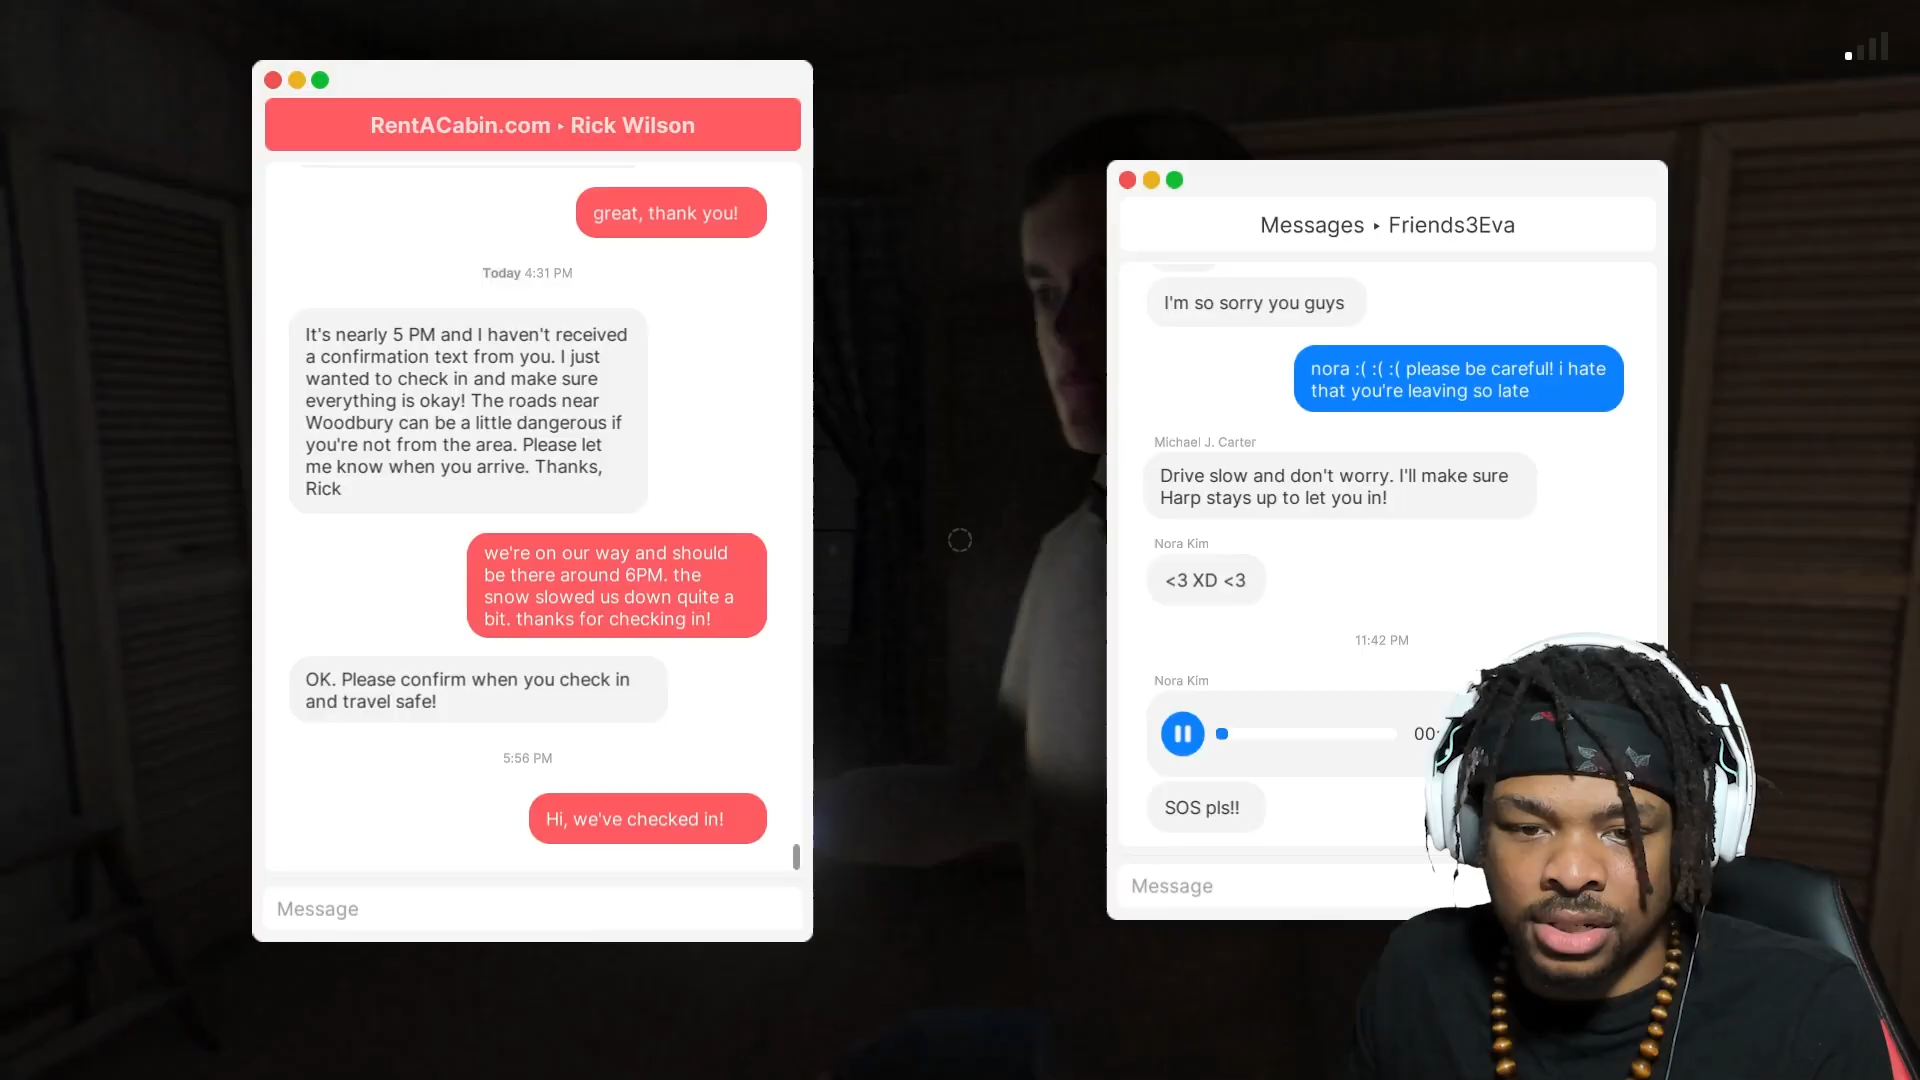 RentACabin.com ‣ Rick Wilson
great, thank you!
Today 4:31 PM
It's nearly 5 PM and I haven't received
a confirmation text from you. I just
wanted to check in and make sure
everything is okay! The roads near
Woodbury can be a little dangerous if
you're not from the area. Please let
me know when you arrive. Thanks,
Rick
we're on our way and should
be there around 6PM. the
snow slowed us down quite a
bit. thanks for checking in!
OK. Please confirm when you check in
and travel safe!
5:56 PM
Hi, we've checked in!
Message
Messages ‣ Friends3Eva
I'm so sorry you guys
nora :( :( :( please be careful! i hate
that you're leaving so late
Michael J. Carter
Drive slow and don't worry. I'll make sure
Harp stays up to let you in!
Nora Kim
<3 XD <3
11:42 PM
Nora Kim
00:
SOS pls!!
Message